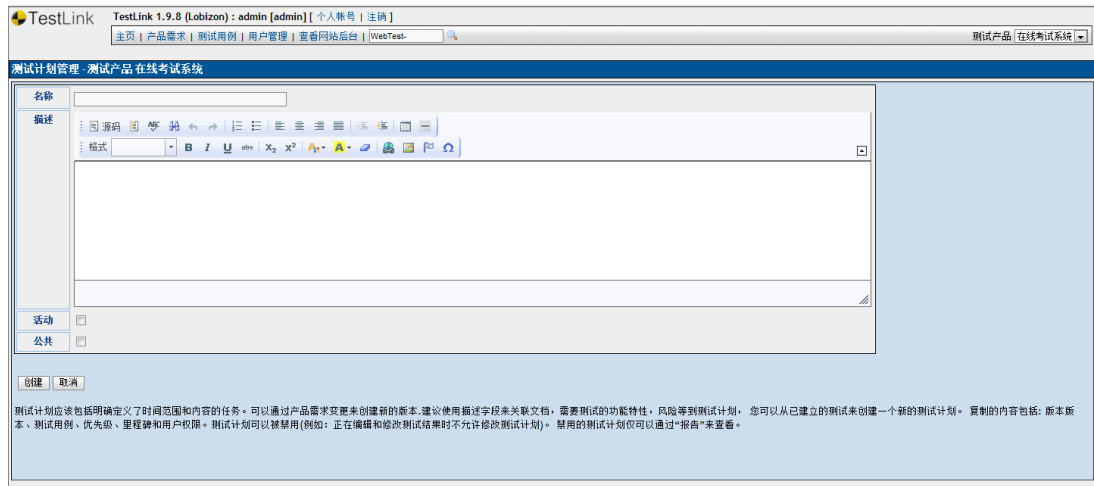 TestLink TestLink 1.9.8 (Lobizon) : admin [admin] [ 个人帐号 | 注销 ]
主页 | 产品需求 | 测试用例 | 用户管理 | 查看网站后台 | WebTest- 测试产品 在线考试系统
测试计划管理 - 测试产品 在线考试系统
名称
描述
源码 ABC
格式 B I U abc X₂ X² A A Ω
活动
公共
创建 取消
测试计划应该包括明确定义了时间范围和内容的任务。可以通过产品需求变更来创建新的版本.建议使用描述字段来关联文档，需要测试的功能特性，风险等到测试计划， 您可以从已建立的测试来创建一个新的测试计划。 复制的内容包括: 版本版
本、测试用例、优先级、里程碑和用户权限。测试计划可以被禁用(例如：正在编辑和修改测试结果时不允许修改测试计划)。 禁用的测试计划仅可以通过“报告”来查看。